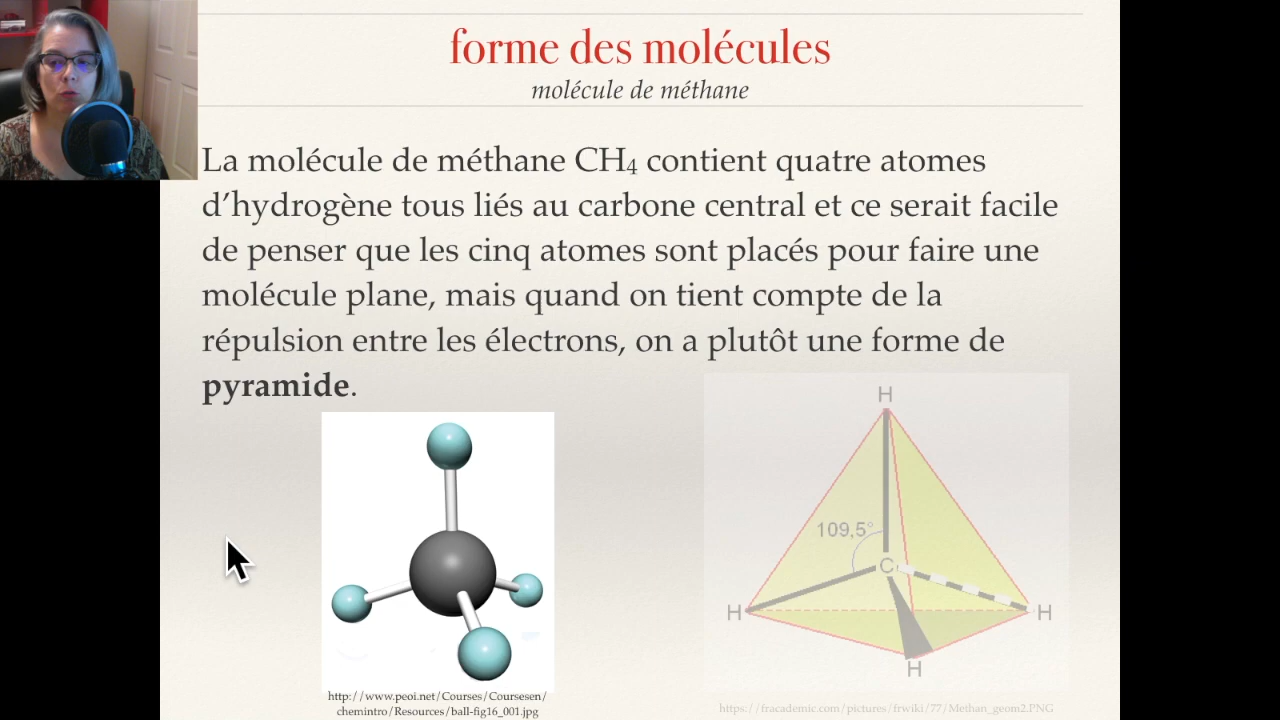 forme des molécules
molécule de méthane
La molécule de méthane CH₄ contient quatre atomes
d’hydrogène tous liés au carbone central et ce serait facile
de penser que les cinq atomes sont placés pour faire une
molécule plane, mais quand on tient compte de la
répulsion entre les électrons, on a plutôt une forme de
pyramide.
H
109,5°
C
H
H
H
http://www.peoi.net/Courses/Coursesen/
chemintro/Resources/ball-fig16_001.jpg
https://fracademic.com/pictures/frwiki/77/Methan_geom2.PNG